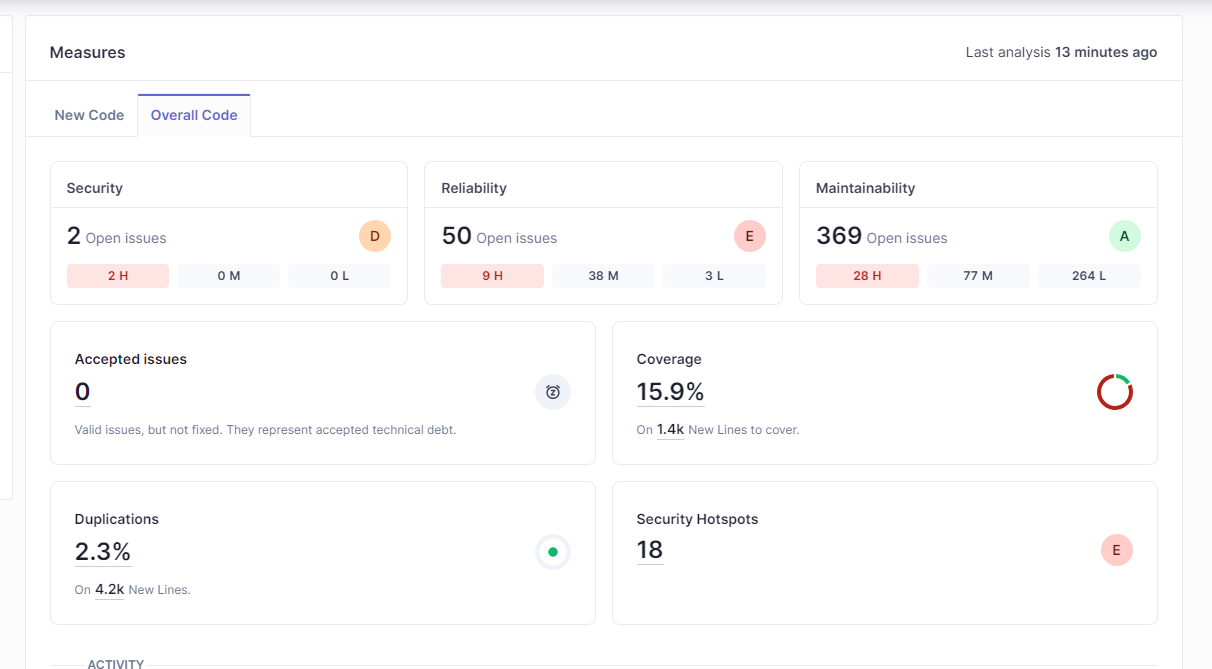 Measures
Last analysis 13 minutes ago
New Code
Overall Code
Security
2 Open issues
D
2 H
0 M
0 L
Reliability
50 Open issues
E
9 H
38 M
3 L
Maintainability
369 Open issues
A
28 H
77 M
264 L
Accepted issues
0
Valid issues, but not fixed. They represent accepted technical debt.
Coverage
15.9%
On 1.4k New Lines to cover.
Duplications
2.3%
On 4.2k New Lines.
Security Hotspots
18
E
ACTIVITY